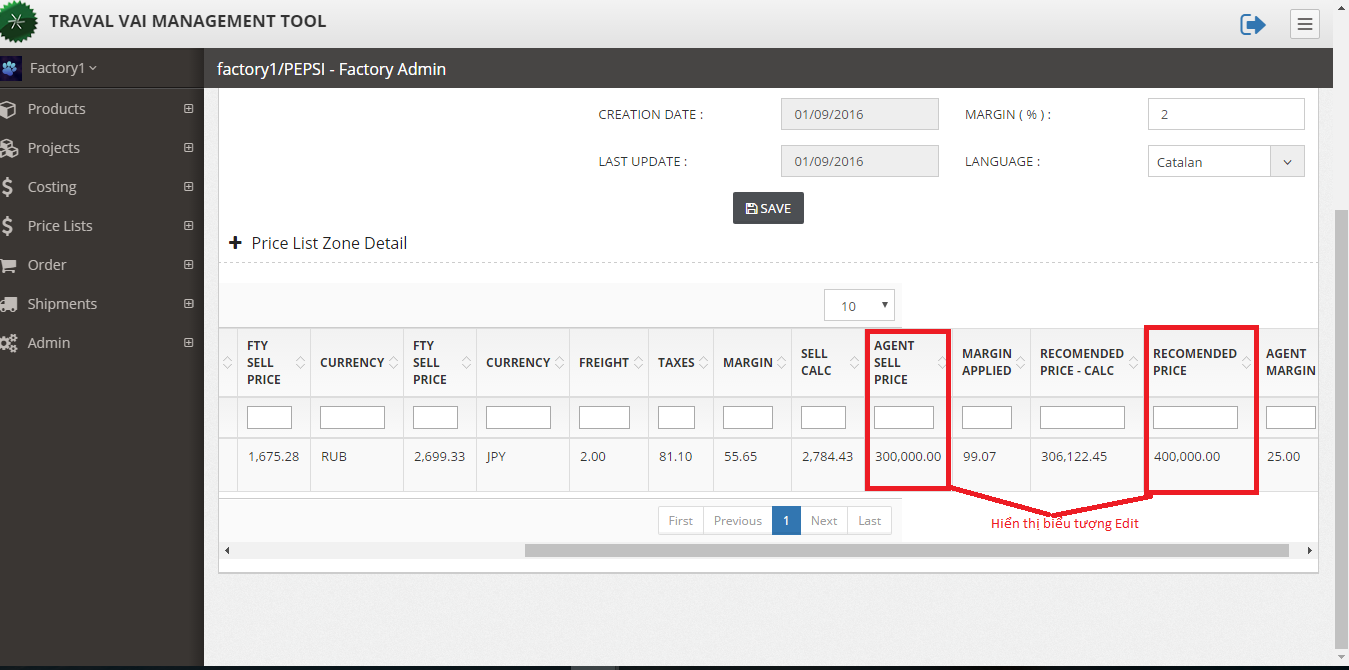 TRAVAL VAI MANAGEMENT TOOL
Factory1
factory1/PEPSI - Factory Admin
Products
Projects
Costing
Price Lists
Order
Shipments
Admin
CREATION DATE :
01/09/2016
MARGIN ( % ) :
2
LAST UPDATE :
01/09/2016
LANGUAGE :
Catalan
SAVE
Price List Zone Detail
10
FTY SELL PRICE
CURRENCY
FTY SELL PRICE
CURRENCY
FREIGHT
TAXES
MARGIN
SELL CALC
AGENT SELL PRICE
MARGIN APPLIED
RECOMENDED PRICE - CALC
RECOMENDED PRICE
AGENT MARGIN
1,675.28 RUB 2,699.33 JPY 2.00 81.10 55.65 2,784.43 300,000.00 99.07 306,122.45 400,000.00 25.00
First Previous 1 Next Last
Hiển thị biểu tượng Edit